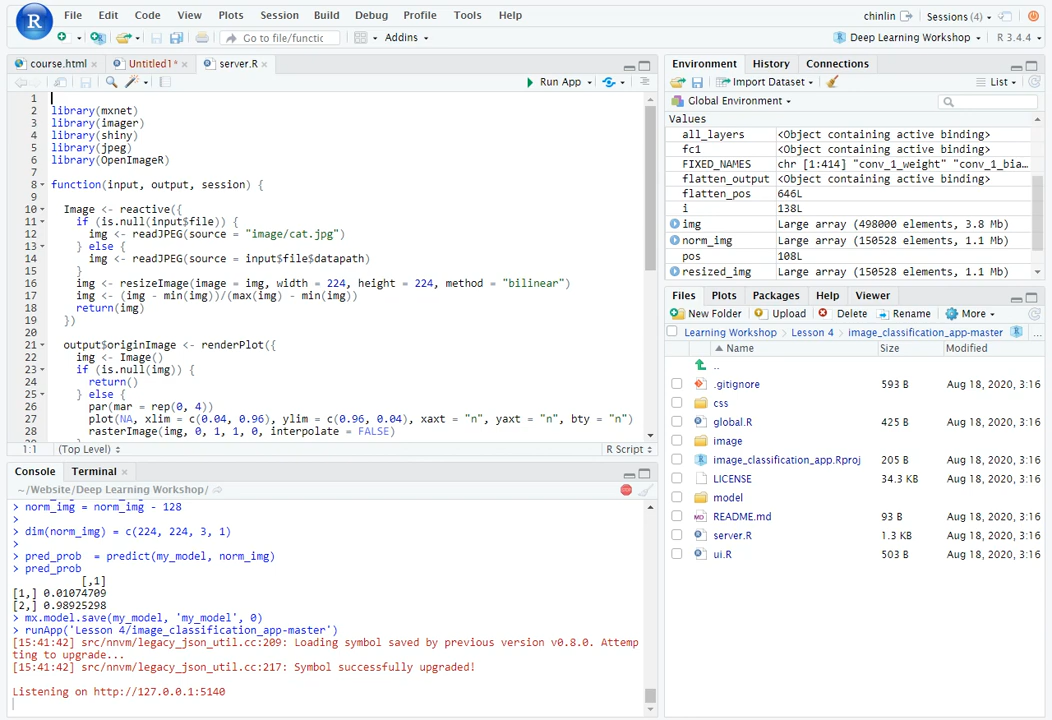 File Edit Code View Plots Session Build Debug Profile Tools Help
chinlin Sessions (4)
Go to file/function Addins
Deep Learning Workshop R 3.4.4
course.html Untitled1* server.R
Run App
1
2 library(mxnet)
3 library(imager)
4 library(shiny)
5 library(jpeg)
6 library(OpenImageR)
7
8 function(input, output, session) {
9
10 Image <- reactive({
11 if (is.null(input$file)) {
12 img <- readJPEG(source = "image/cat.jpg")
13 } else {
14 img <- readJPEG(source = input$file$datapath)
15 }
16 img <- resizeImage(image = img, width = 224, height = 224, method = "bilinear")
17 img <- (img - min(img))/(max(img) - min(img))
18 return(img)
19 })
20
21 output$originImage <- renderPlot({
22 img <- Image()
23 if (is.null(img)) {
24 return()
25 } else {
26 par(mar = rep(0, 4))
27 plot(NA, xlim = c(0.04, 0.96), ylim = c(0.96, 0.04), xaxt = "n", yaxt = "n", bty = "n")
28 rasterImage(img, 0, 1, 1, 0, interpolate = FALSE)
1:1 (Top Level) R Script
Console Terminal
~/Website/Deep Learning Workshop/
> norm_img = norm_img - 128
>
> dim(norm_img) = c(224, 224, 3, 1)
>
> pred_prob = predict(my_model, norm_img)
> pred_prob
[,1]
[1,] 0.01074709
[2,] 0.98925298
> mx.model.save(my_model, 'my_model', 0)
> runApp('Lesson 4/image_classification_app-master')
[15:41:42] src/nnvm/legacy_json_util.cc:209: Loading symbol saved by previous version v0.8.0. Attemp
ting to upgrade...
[15:41:42] src/nnvm/legacy_json_util.cc:217: Symbol successfully upgraded!
Listening on http://127.0.0.1:5140
Environment History Connections
Import Dataset List
Global Environment
Values
all_layers <Object containing active binding>
fc1 <Object containing active binding>
FIXED_NAMES chr [1:414] "conv_1_weight" "conv_1_bia…
flatten_output <Object containing active binding>
flatten_pos 646L
i 138L
img Large array (498000 elements, 3.8 Mb)
norm_img Large array (150528 elements, 1.1 Mb)
pos 108L
resized_img Large array (150528 elements, 1.1 Mb)
Files Plots Packages Help Viewer
New Folder Upload Delete Rename More
Learning Workshop Lesson 4 image_classification_app-master ...
Name Size Modified
..
.gitignore 593 B Aug 18, 2020, 3:16
css
global.R 425 B Aug 18, 2020, 3:16
image
image_classification_app.Rproj 205 B Aug 18, 2020, 3:16
LICENSE 34.3 KB Aug 18, 2020, 3:16
model
README.md 93 B Aug 18, 2020, 3:16
server.R 1.3 KB Aug 18, 2020, 3:16
ui.R 503 B Aug 18, 2020, 3:16